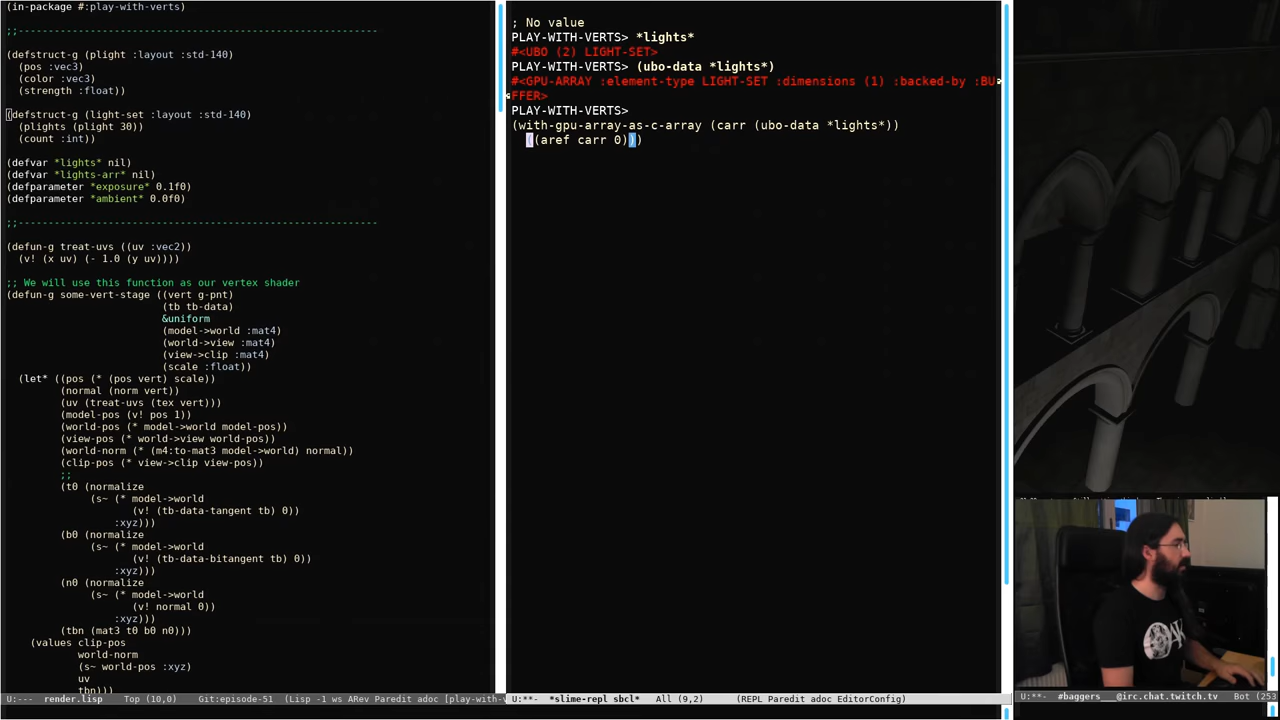 (in-package #:play-with-verts)
;;------------------------------------------------------------
(defstruct-g (plight :layout :std-140)
  (pos :vec3)
  (color :vec3)
  (strength :float))
(defstruct-g (light-set :layout :std-140)
  (plights (plight 30))
  (count :int))
(defvar *lights* nil)
(defvar *lights-arr* nil)
(defparameter *exposure* 0.1f0)
(defparameter *ambient* 0.0f0)
;;------------------------------------------------------------
(defun-g treat-uvs ((uv :vec2))
  (v! (x uv) (- 1.0 (y uv))))
;; We will use this function as our vertex shader
(defun-g some-vert-stage ((vert g-pnt)
                          (tb tb-data)
                          &uniform
                          (model->world :mat4)
                          (world->view :mat4)
                          (view->clip :mat4)
                          (scale :float))
  (let* ((pos (* (pos vert) scale))
         (normal (norm vert))
         (uv (treat-uvs (tex vert)))
         (model-pos (v! pos 1))
         (world-pos (* model->world model-pos))
         (view-pos (* world->view world-pos))
         (world-norm (* (m4:to-mat3 model->world) normal))
         (clip-pos (* view->clip view-pos))
         ;;
         (t0 (normalize
              (s~ (* model->world
                     (v! (tb-data-tangent tb) 0))
                  :xyz)))
         (b0 (normalize
              (s~ (* model->world
                     (v! (tb-data-bitangent tb) 0))
                  :xyz)))
         (n0 (normalize
              (s~ (* model->world
                     (v! normal 0))
                  :xyz)))
         (tbn (mat3 t0 b0 n0)))
    (values clip-pos
            world-norm
            (s~ world-pos :xyz)
            uv
            tbn)))
U:---  render.lisp    Top (10,0)    Git:episode-51  (Lisp -1 ws ARev Paredit adoc [play-with-v
; No value
PLAY-WITH-VERTS> *lights*
#<UBO (2) LIGHT-SET>
PLAY-WITH-VERTS> (ubo-data *lights*)
#<GPU-ARRAY :element-type LIGHT-SET :dimensions (1) :backed-by :BU
FFER>
PLAY-WITH-VERTS>
(with-gpu-array-as-c-array (carr (ubo-data *lights*))
  ((aref carr 0)))
U:**-  *slime-repl sbcl*   All (9,2)     (REPL Paredit adoc EditorConfig)
U:**-  #baggers___@irc.chat.twitch.tv   Bot (253